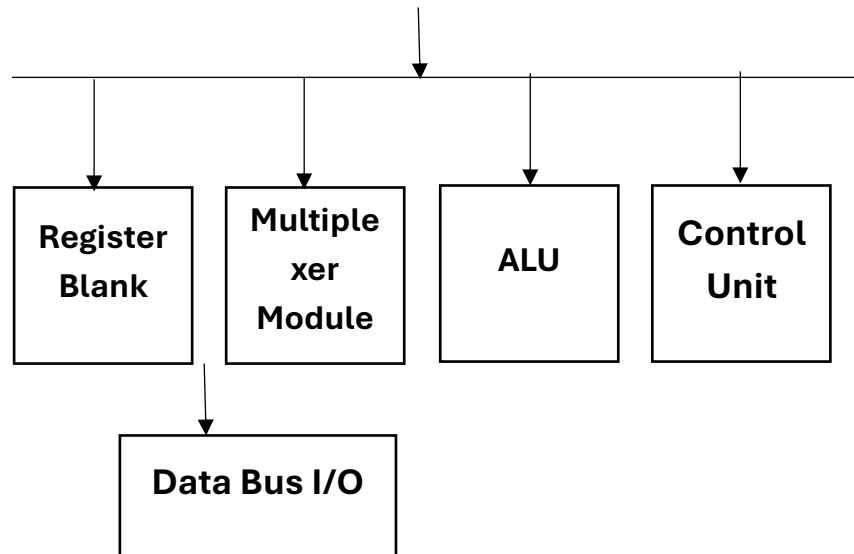 Register
Blank
Multiple
xer
Module
ALU
Control
Unit
Data Bus I/O